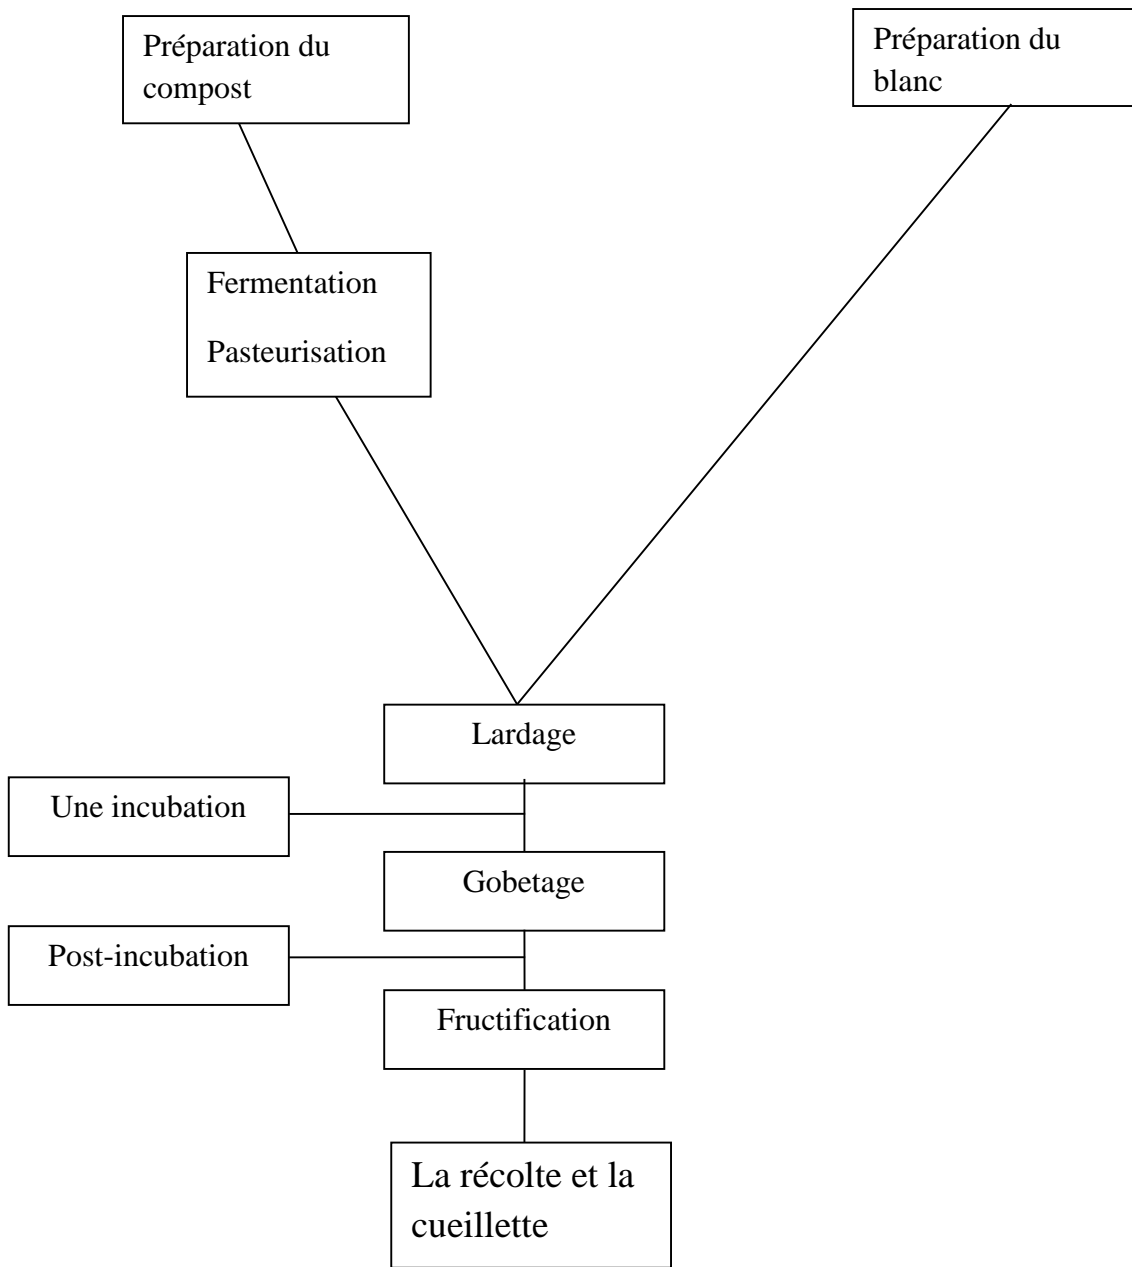 Préparation du
compost
Préparation du
blanc
Fermentation
Pasteurisation
Lardage
Une incubation
Gobetage
Post-incubation
Fructification
La récolte et la
cueillette